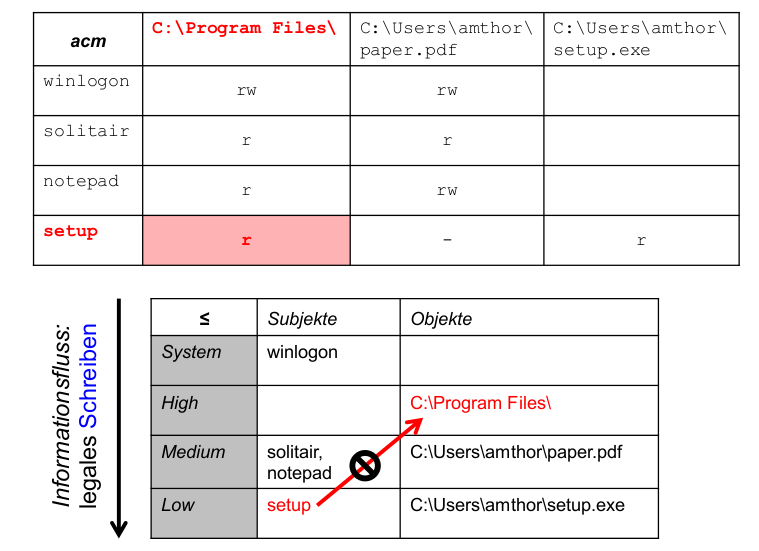 acm C:\Program Files\ C:\Users\amthor\ C:\Users\amthor\
paper.pdf setup.exe
winlogon rw rw
solitair r r
notepad r rw
setup r – r
Informationsfluss:
legales Schreiben
≤ Subjekte Objekte
System winlogon
High C:\Program Files\
Medium solitair, C:\Users\amthor\paper.pdf
notepad
Low setup C:\Users\amthor\setup.exe